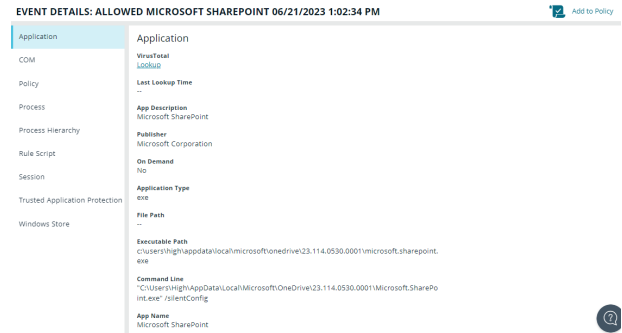 EVENT DETAILS: ALLOWED MICROSOFT SHAREPOINT 06/21/2023 1:02:34 PM
Add to Policy
Application
COM
Policy
Process
Process Hierarchy
Rule Script
Session
Trusted Application Protection
Windows Store
Application
VirusTotal
Lookup
Last Lookup Time
--
App Description
Microsoft SharePoint
Publisher
Microsoft Corporation
On Demand
No
Application Type
exe
File Path
--
Executable Path
c:\users\high\appdata\local\microsoft\onedrive\23.114.0530.0001\microsoft.sharepoint.
exe
Command Line
"C:\Users\High\AppData\Local\Microsoft\OneDrive\23.114.0530.0001\Microsoft.SharePo
int.exe" /silentConfig
App Name
Microsoft SharePoint